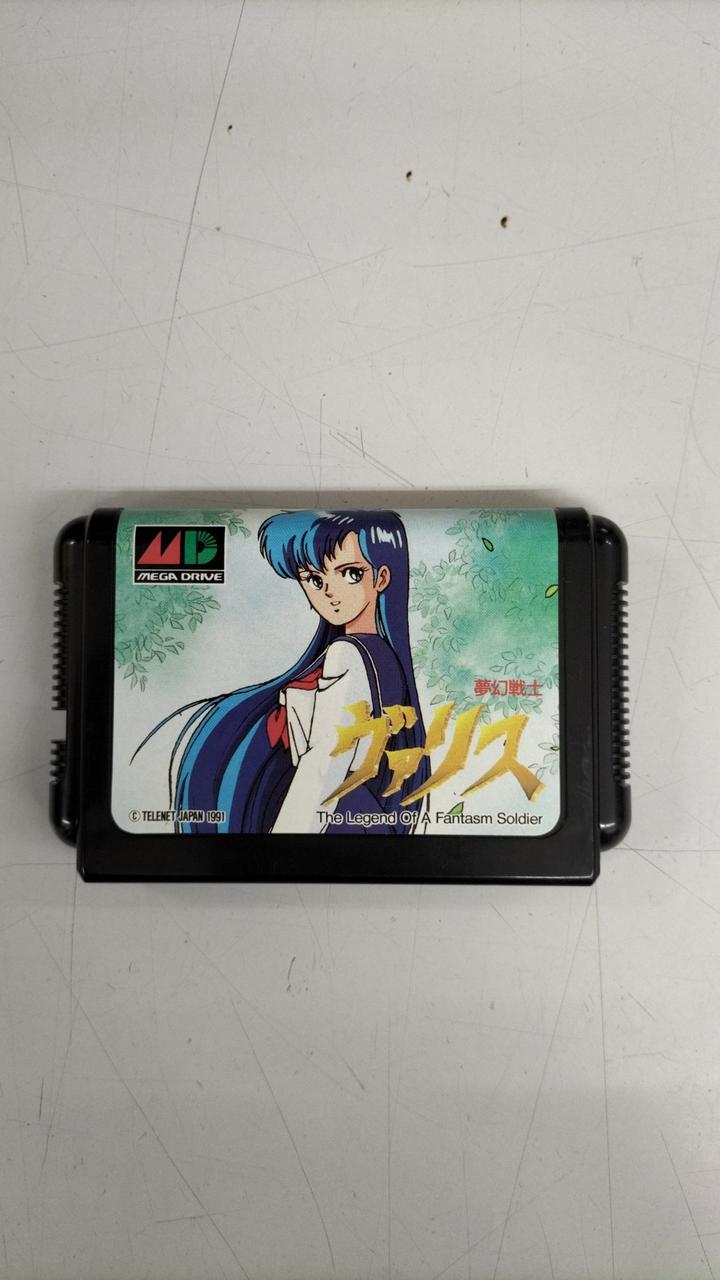 MD
MEGA DRIVE
夢幻戦士
ヴァリス
© TELENET JAPAN 1991
The Legend Of A Fantasm Soldier